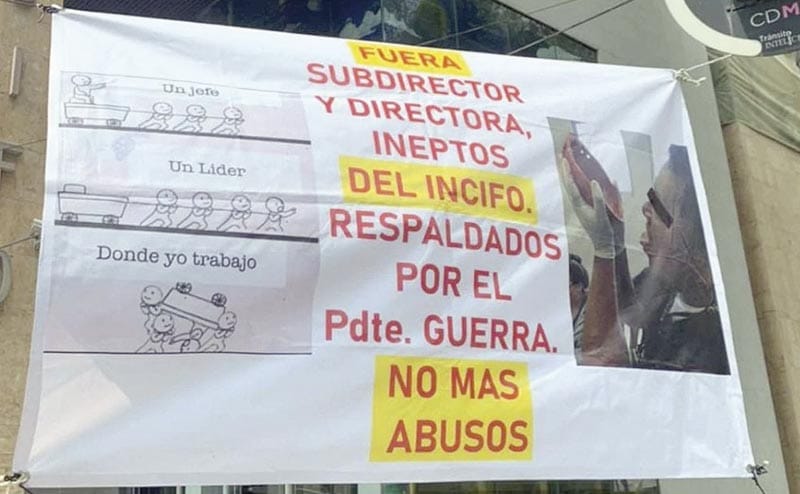 Un jefe
Un Lider
Donde yo trabajo
FUERA
SUBDIRECTOR
Y DIRECTORA,
INEPTOS
DEL INCIFO.
RESPALDADOS
POR EL
Pdte. GUERRA.
NO MAS
ABUSOS
CDM
Tránsito